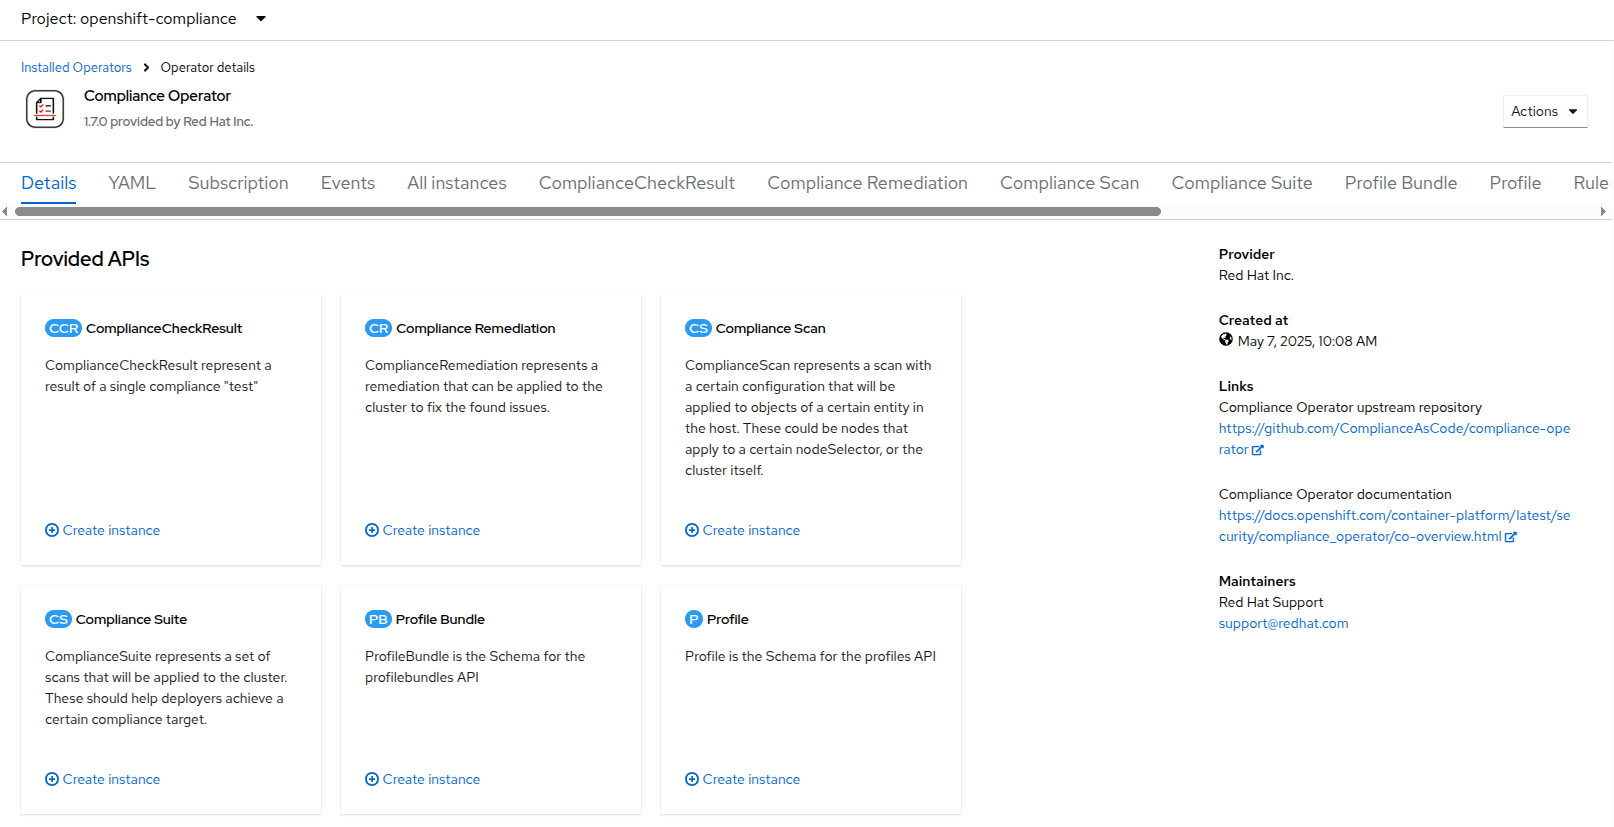 Project: openshift-compliance
Installed Operators > Operator details
Compliance Operator
1.7.0 provided by Red Hat Inc.
Actions
Details YAML Subscription Events All instances ComplianceCheckResult Compliance Remediation Compliance Scan Compliance Suite Profile Bundle Profile Rule
Provided APIs
CCR ComplianceCheckResult
ComplianceCheckResult represent a
result of a single compliance "test"
Create instance
CR Compliance Remediation
ComplianceRemediation represents a
remediation that can be applied to the
cluster to fix the found issues.
Create instance
CS Compliance Scan
ComplianceScan represents a scan with
a certain configuration that will be
applied to objects of a certain entity in
the host. These could be nodes that
apply to a certain nodeSelector, or the
cluster itself.
Create instance
CS Compliance Suite
ComplianceSuite represents a set of
scans that will be applied to the cluster.
These should help deployers achieve a
certain compliance target.
Create instance
PB Profile Bundle
ProfileBundle is the Schema for the
profilebundles API
Create instance
P Profile
Profile is the Schema for the profiles API
Create instance
Provider
Red Hat Inc.
Created at
May 7, 2025, 10:08 AM
Links
Compliance Operator upstream repository
https://github.com/ComplianceAsCode/compliance-ope
rator
Compliance Operator documentation
https://docs.openshift.com/container-platform/latest/se
curity/compliance_operator/co-overview.html
Maintainers
Red Hat Support
support@redhat.com